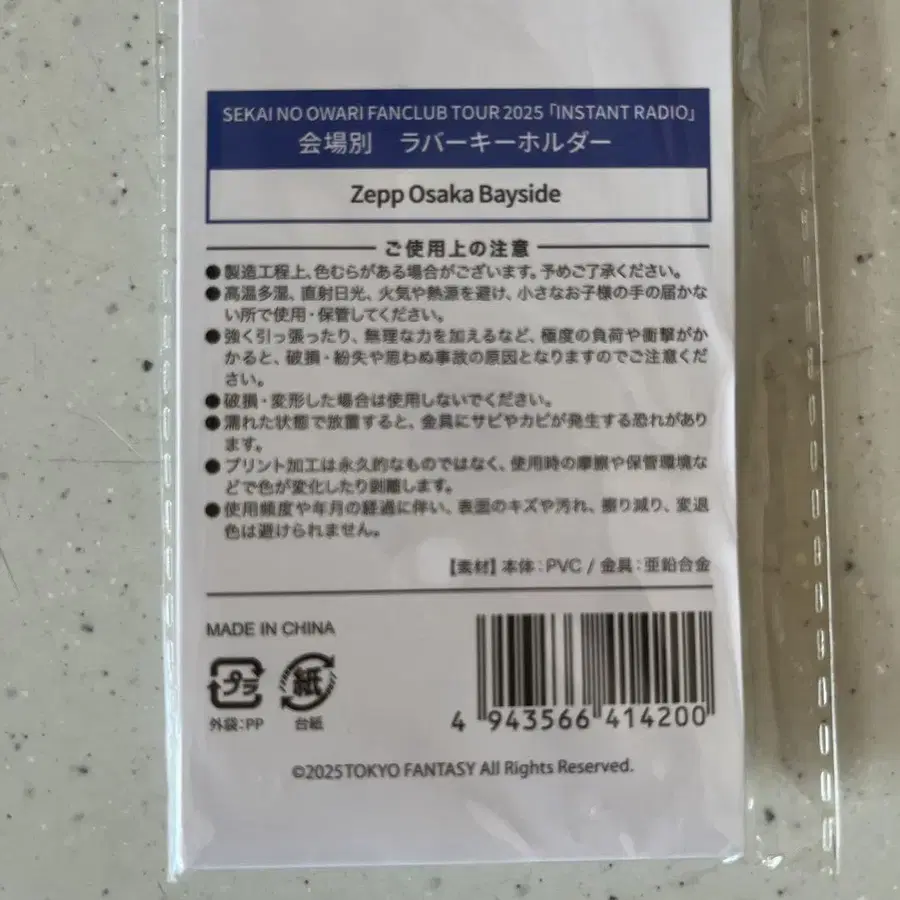 SEKAI NO OWARI FANCLUB TOUR 2025「INSTANT RADIO」
会場別　ラバーキーホルダー
Zepp Osaka Bayside
ご使用上の注意
●製造工程上、色むらがある場合がございます。予めご了承ください。
●高温多湿、直射日光、火気や熱源を避け、小さなお子様の手の届かな
い所で使用・保管してください。
●強く引っ張ったり、無理な力を加えるなど、極度の負荷や衝撃がか
かると、破損・紛失や思わぬ事故の原因となりますのでご注意くだ
さい。
●破損・変形した場合は使用しないでください。
●濡れた状態で放置すると、金具にサビやカビが発生する恐れがあり
ます。
●プリント加工は永久的なものではなく、使用時の摩擦や保管環境な
どで色が変化したり剥離します。
●使用頻度や年月の経過に伴い、表面のキズや汚れ、擦り減り、変退
色は避けられません。
【素材】本体：PVC / 金具：亜鉛合金
MADE IN CHINA
プラ
紙
外袋：PP
台紙
4 943566 414200
©2025TOKYO FANTASY All Rights Reserved.